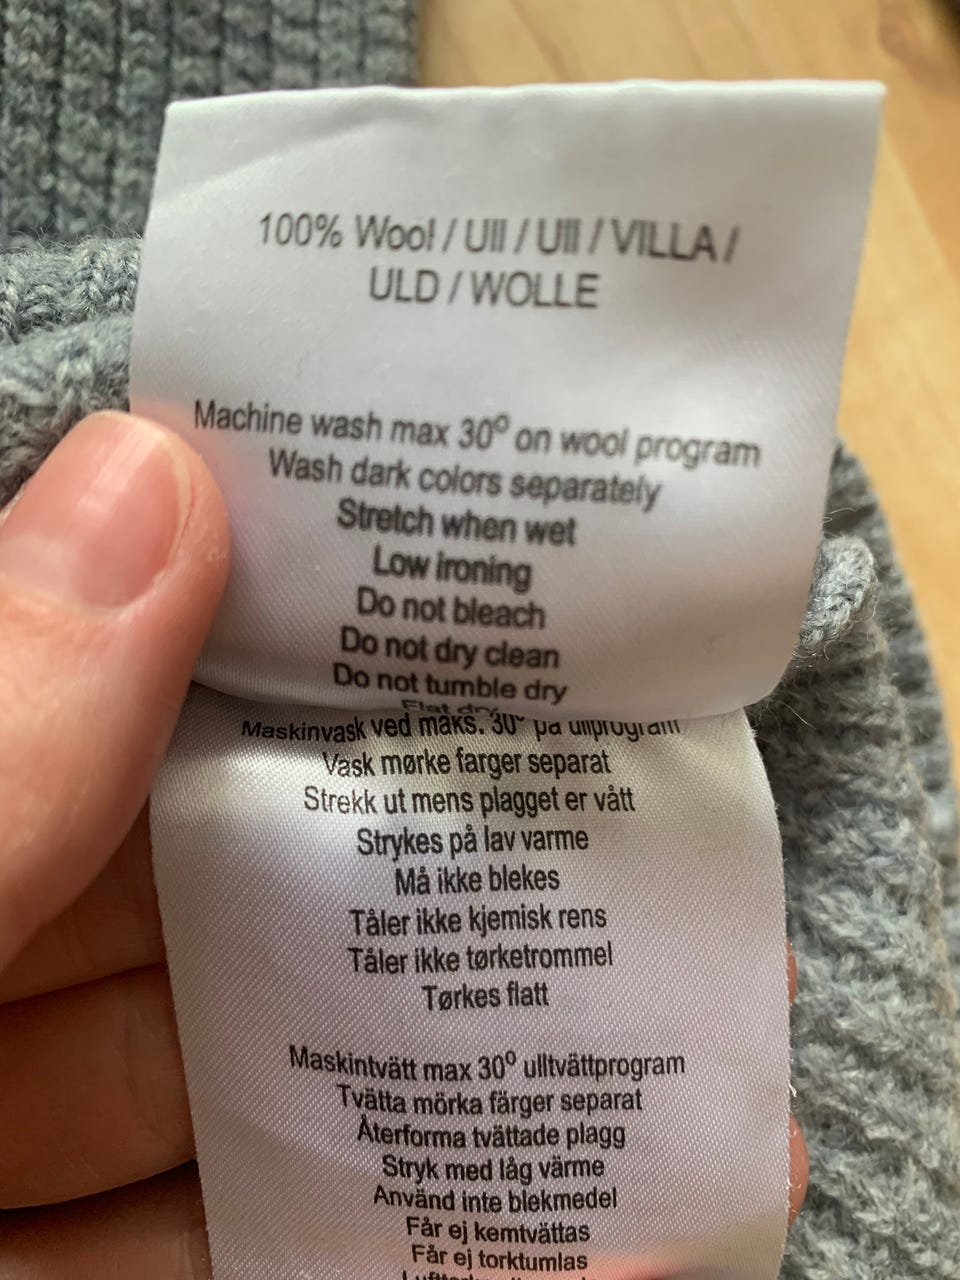 100% Wool / Ull / Ull / VILLA /
ULD / WOLLE
Machine wash max 30° on wool program
Wash dark colors separately
Stretch when wet
Low ironing
Do not bleach
Do not dry clean
Do not tumble dry
Flat dry
Maskinvask ved maks. 30° på ullprogram
Vask mørke farger separat
Strekk ut mens plagget er vått
Strykes på lav varme
Må ikke blekes
Tåler ikke kjemisk rens
Tåler ikke tørketrommel
Tørkes flatt
Maskintvätt max 30° ulltvättprogram
Tvätta mörka färger separat
Återforma tvättade plagg
Stryk med låg värme
Använd inte blekmedel
Får ej kemtvättas
Får ej torktumlas